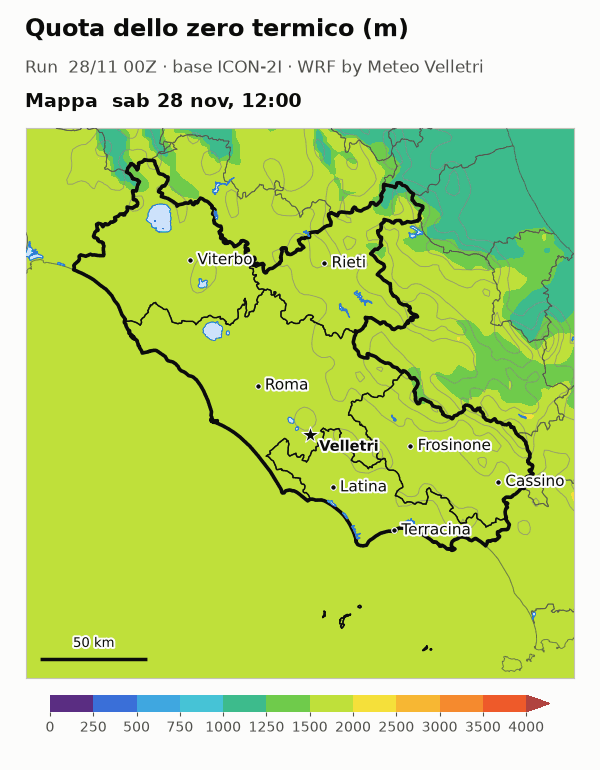 Quota dello zero termico (m)
Run  28/11 00Z · base ICON-2I · WRF by Meteo Velletri
Mappa  sab 28 nov, 12:00
Viterbo
Rieti
Roma
Velletri
Frosinone
Cassino
Latina
Terracina
50 km
0 250 500 750 1000 1250 1500 2000 2500 3000 3500 4000